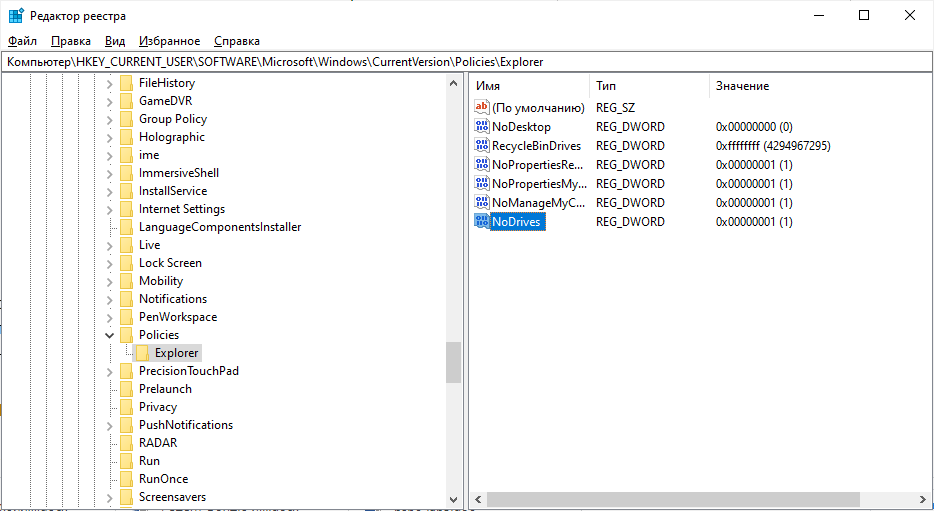 Редактор реестра
Файл Правка Вид Избранное Справка
Компьютер\HKEY_CURRENT_USER\SOFTWARE\Microsoft\Windows\CurrentVersion\Policies\Explorer
FileHistory
GameDVR
Group Policy
Holographic
ime
ImmersiveShell
InstallService
Internet Settings
LanguageComponentsInstaller
Live
Lock Screen
Mobility
Notifications
PenWorkspace
Policies
Explorer
PrecisionTouchPad
Prelaunch
Privacy
PushNotifications
RADAR
Run
RunOnce
Screensavers
Имя Тип Значение
(По умолчанию) REG_SZ
NoDesktop REG_DWORD 0x00000000 (0)
RecycleBinDrives REG_DWORD 0xffffffff (4294967295)
NoPropertiesRe... REG_DWORD 0x00000001 (1)
NoPropertiesMy... REG_DWORD 0x00000001 (1)
NoManageMyC... REG_DWORD 0x00000001 (1)
NoDrives REG_DWORD 0x00000001 (1)